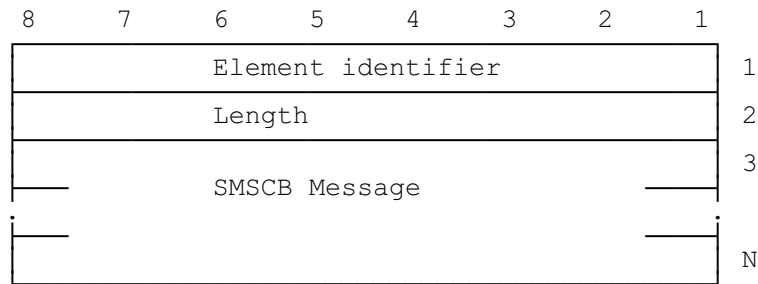 8 7 6 5 4 3 2 1
Element identifier 1
Length 2
3
SMSCB Message
N